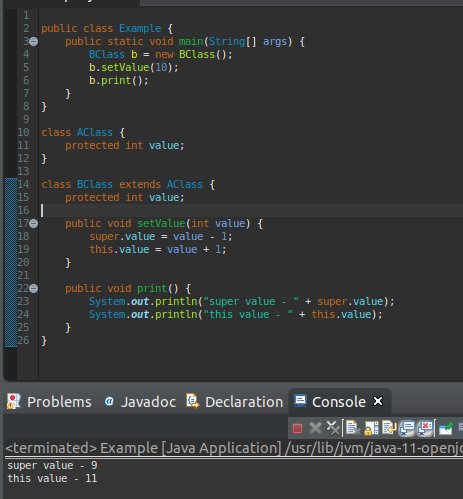 1
2 public class Example {
3 public static void main(String[] args) {
4 BClass b = new BClass();
5 b.setValue(10);
6 b.print();
7 }
8 }
9
10 class AClass {
11 protected int value;
12 }
13
14 class BClass extends AClass {
15 protected int value;
16
17 public void setValue(int value) {
18 super.value = value - 1;
19 this.value = value + 1;
20 }
21
22 public void print() {
23 System.out.println("super value - " + super.value);
24 System.out.println("this value - " + this.value);
25 }
26 }
Problems @ Javadoc Declaration Console
<terminated> Example [Java Application] /usr/lib/jvm/java-11-openj
super value - 9
this value - 11